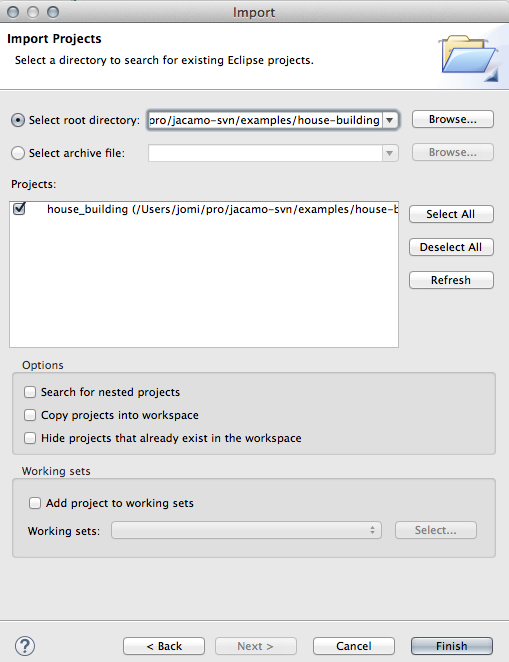 Import
Import Projects
Select a directory to search for existing Eclipse projects.
Select root directory: pro/jacamo-svn/examples/house-building Browse...
Select archive file: Browse...
Projects:
house_building (/Users/jomi/pro/jacamo-svn/examples/house-b
Select All
Deselect All
Refresh
Options
Search for nested projects
Copy projects into workspace
Hide projects that already exist in the workspace
Working sets
Add project to working sets
Working sets: Select...
? < Back Next > Cancel Finish